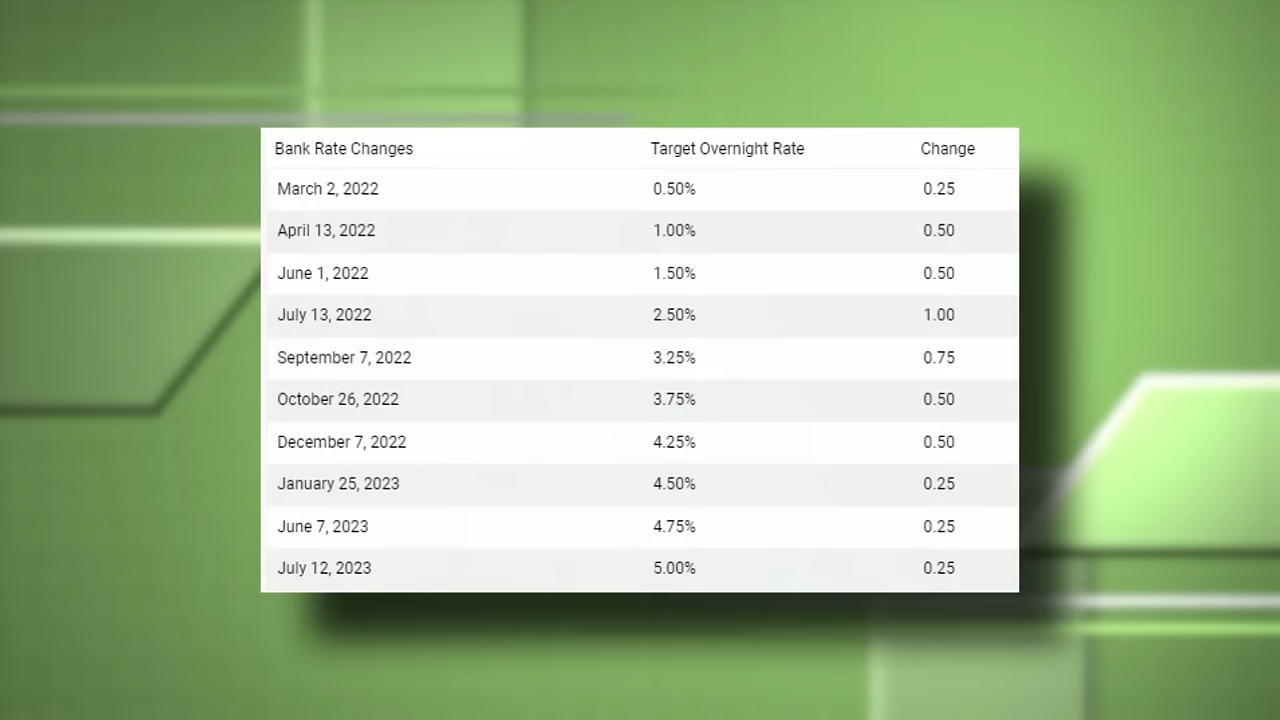 Bank Rate Changes Target Overnight Rate Change
March 2, 2022 0.50% 0.25
April 13, 2022 1.00% 0.50
June 1, 2022 1.50% 0.50
July 13, 2022 2.50% 1.00
September 7, 2022 3.25% 0.75
October 26, 2022 3.75% 0.50
December 7, 2022 4.25% 0.50
January 25, 2023 4.50% 0.25
June 7, 2023 4.75% 0.25
July 12, 2023 5.00% 0.25